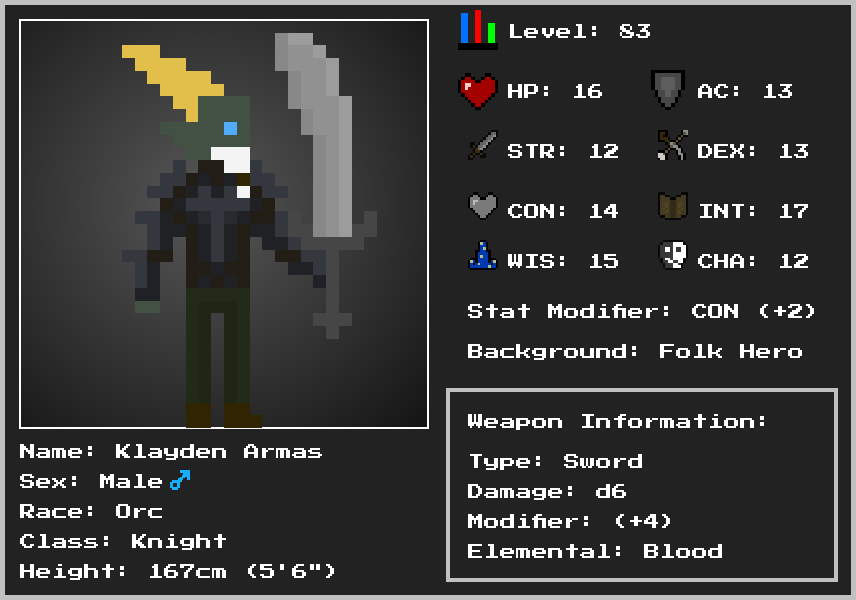 Level: 83
HP: 16 AC: 13
STR: 12 DEX: 13
CON: 14 INT: 17
WIS: 15 CHA: 12
Stat Modifier: CON (+2)
Background: Folk Hero
Weapon Information:
Type: Sword
Damage: d6
Modifier: (+4)
Elemental: Blood
Name: Klayden Armas
Sex: Male♂
Race: Orc
Class: Knight
Height: 167cm (5'6")